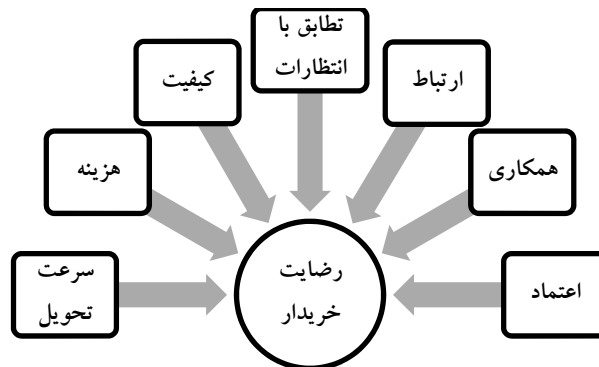 تطابق با
انتظارات
ارتباط
کیفیت
همکاری
هزینه
اعتماد
سرعت
تحویل
رضایت
خریدار